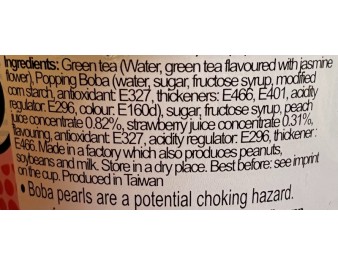 Ingredients: Green tea (Water, green tea flavoured with jasmine
flower), Popping Boba (water, sugar, fructose syrup, modified
corn starch, antioxidant: E327, thickeners: E466, E401, acidity
regulator: E296, colour: E160d), sugar, fructose syrup, peach
juice concentrate 0.82%, strawberry juice concentrate 0.31%,
flavouring, antioxidant: E327, acidity regulator: E296, thickener:
E466. Made in a factory which also produces peanuts,
soybeans and milk. Store in a dry place. Best before: see imprint
on the cup. Produced in Taiwan
• Boba pearls are a potential choking hazard.